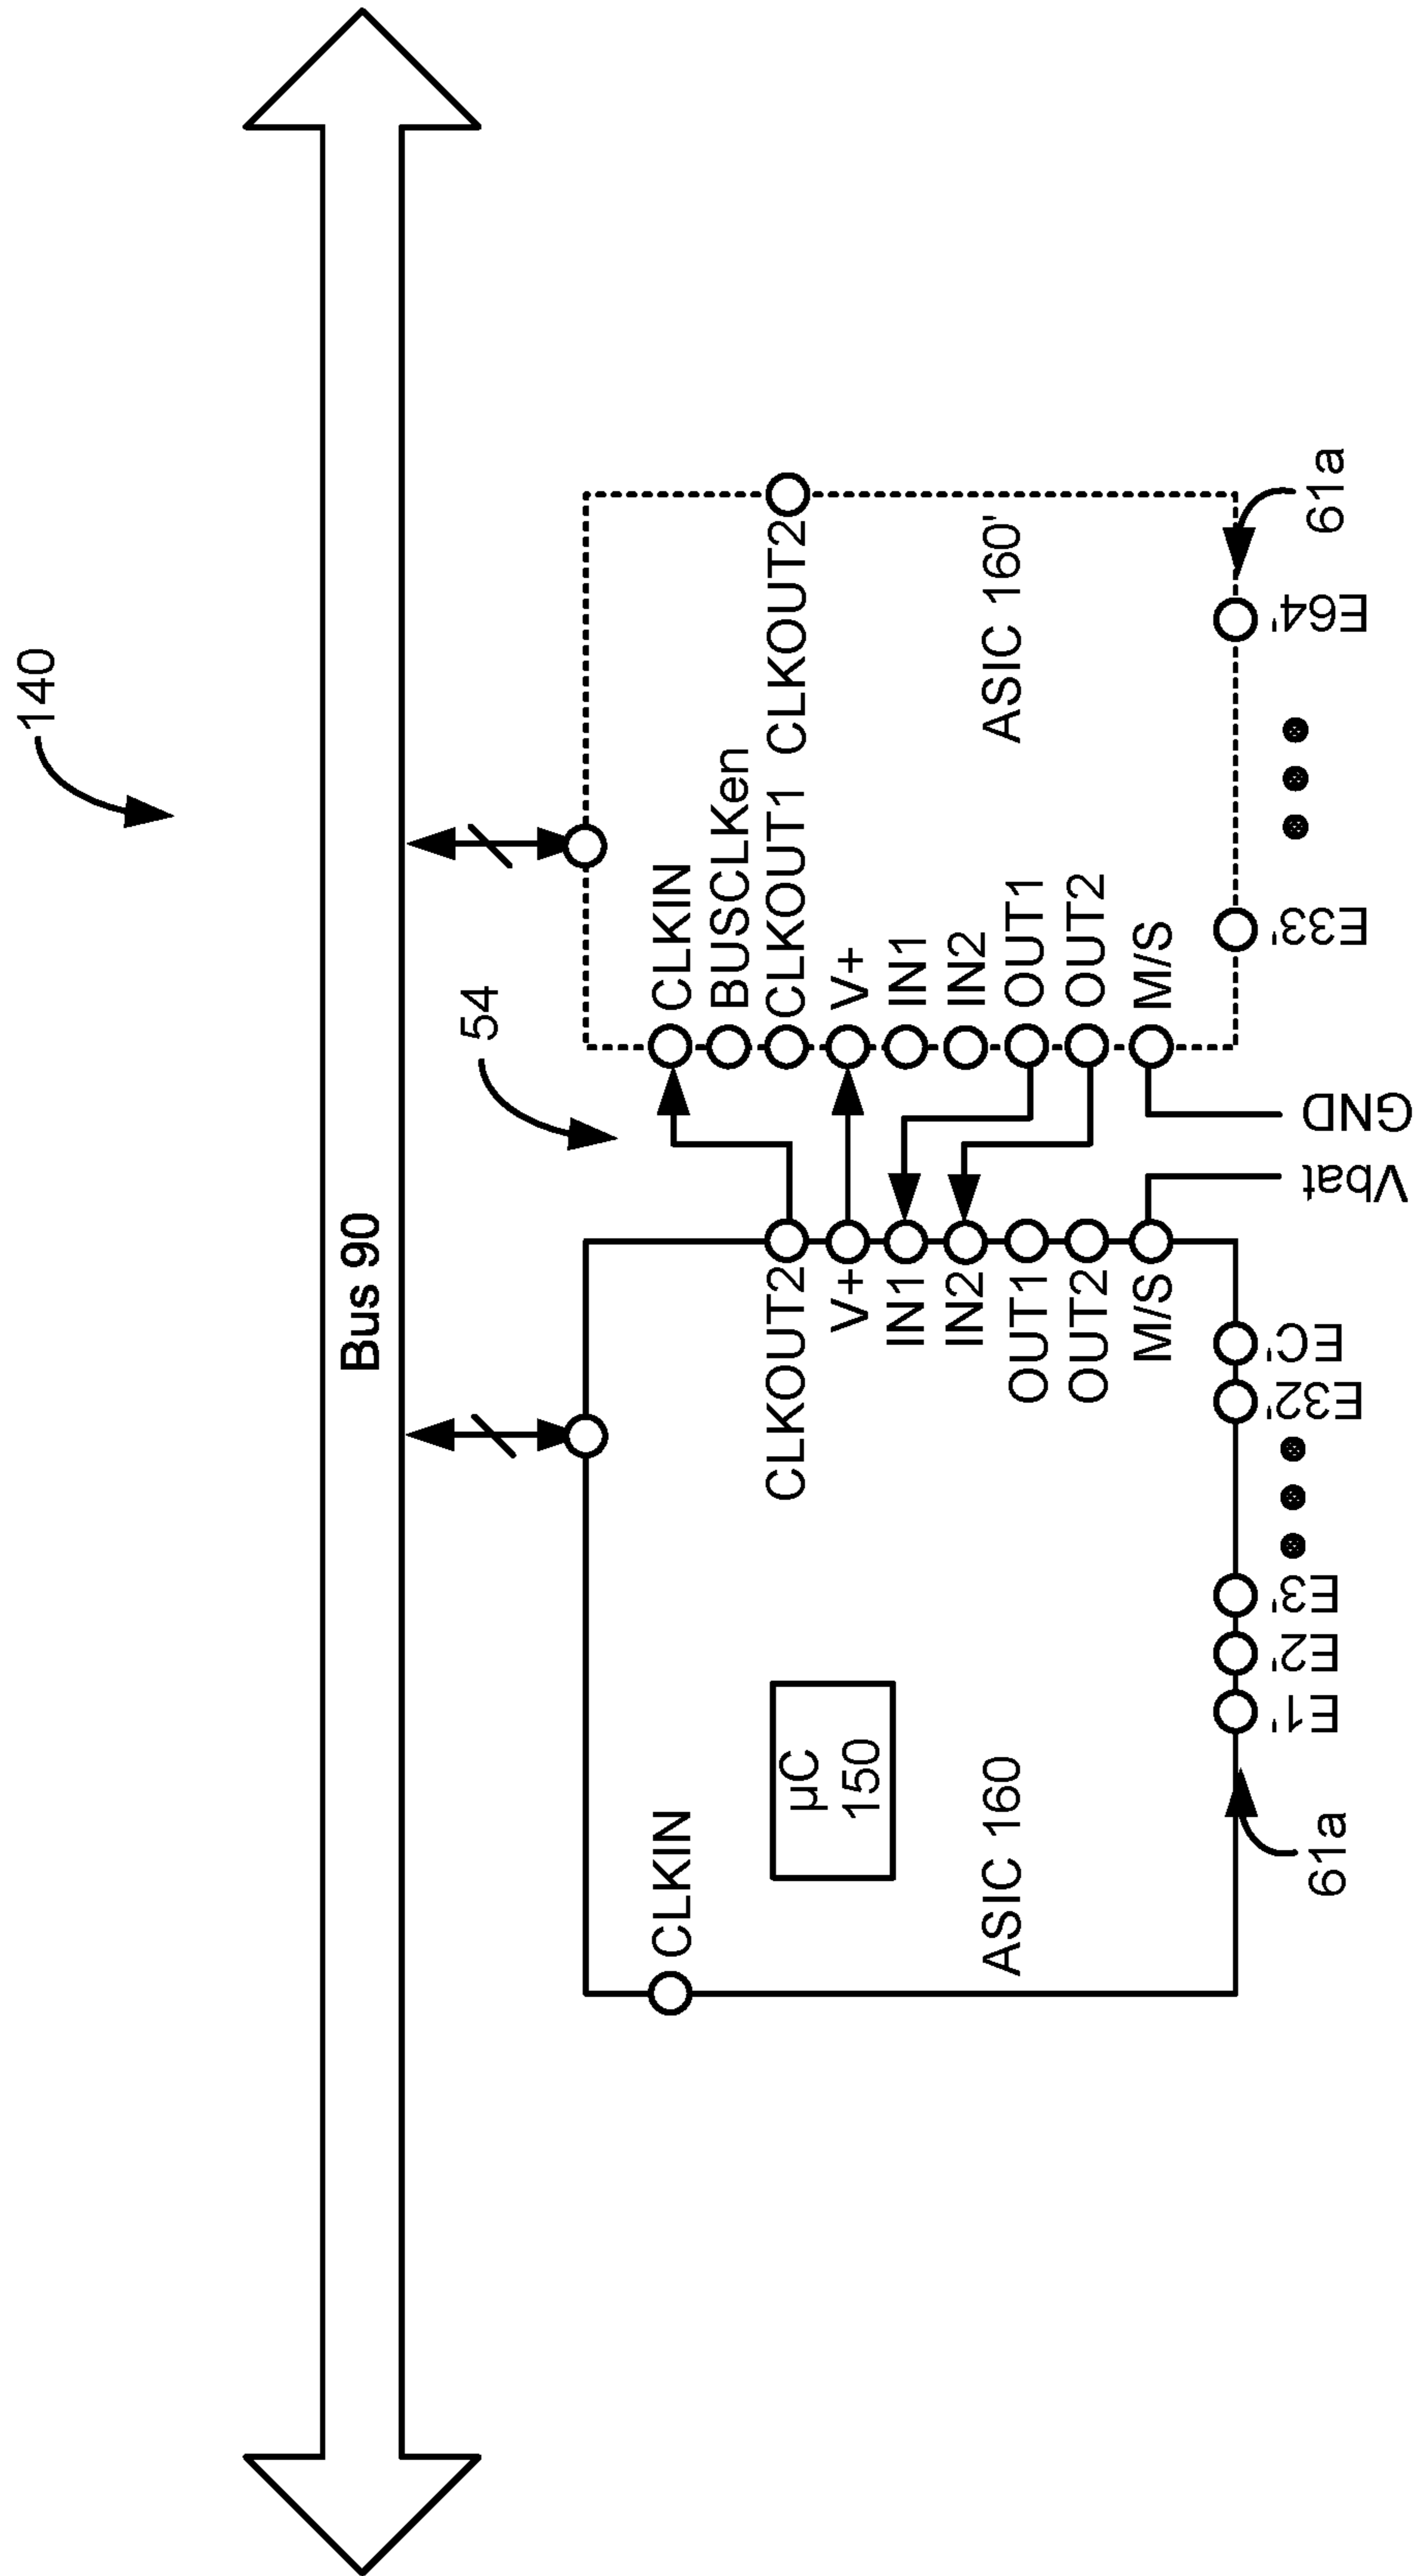 140
Bus 90
54
CLKIN
µC
150
ASIC 160
CLKOUT2
V+
IN1
IN2
OUT1
OUT2
M/S
CLKIN
BUSCLKen
CLKOUT1
CLKOUT2
V+
IN1
IN2
OUT1
OUT2
M/S
ASIC 160'
61a
E1'
E2'
E3'
E32'
EC'
Vbat
GND
E33'
E64'
61a